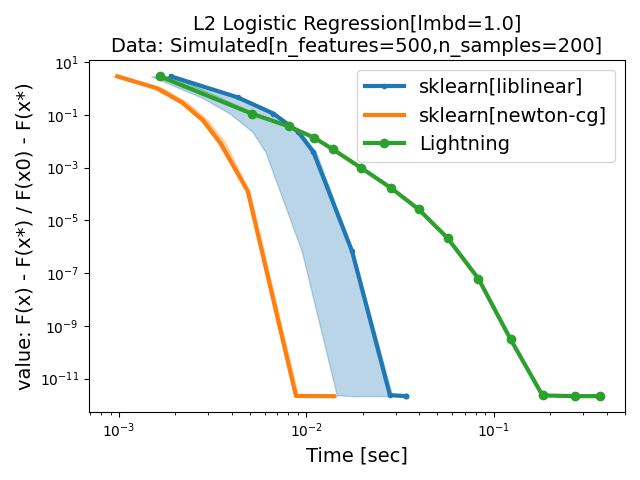 L2 Logistic Regression[lmbd=1.0]
Data: Simulated[n_features=500,n_samples=200]
value: F(x) - F(x*) / F(x0) - F(x*)
10^1
10^-1
10^-3
10^-5
10^-7
10^-9
10^-11
sklearn[liblinear]
sklearn[newton-cg]
Lightning
10^-3
10^-2
10^-1
Time [sec]